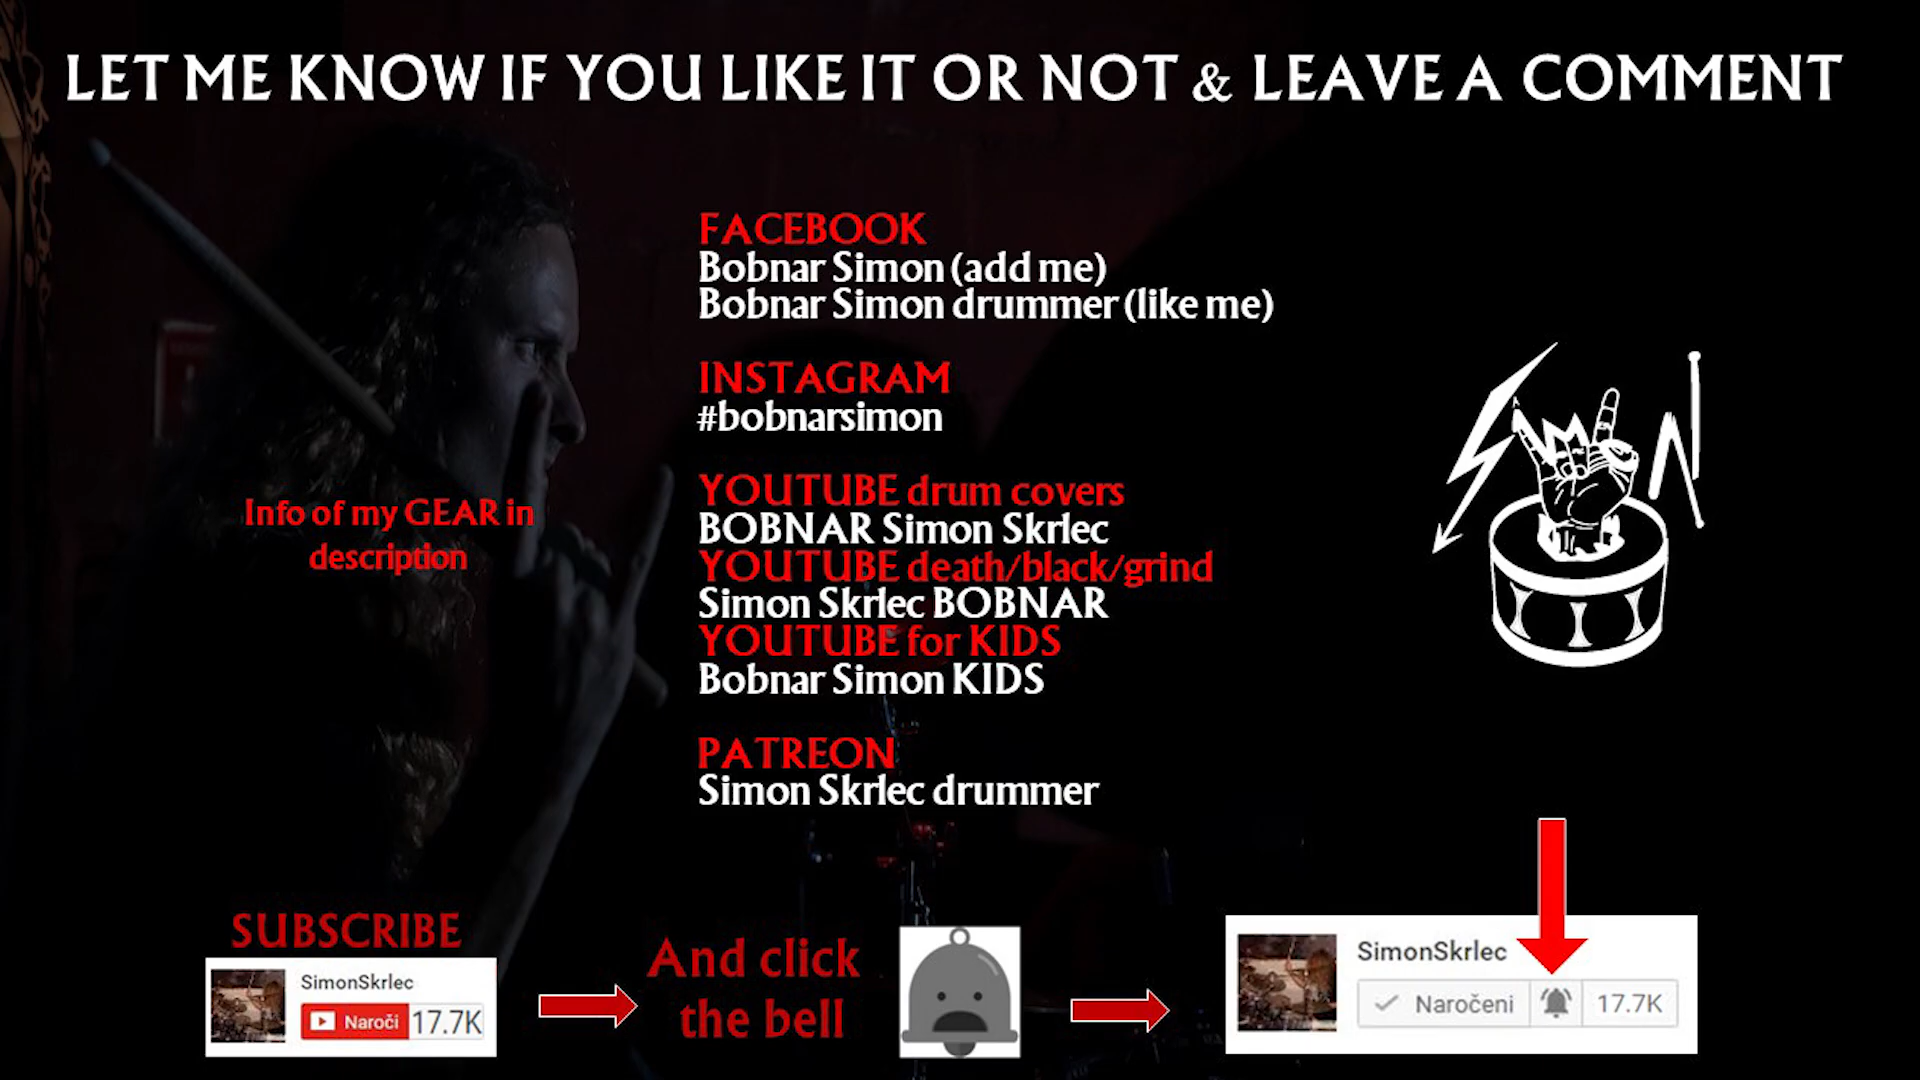 LET ME KNOW IF YOU LIKE IT OR NOT & LEAVE A COMMENT
FACEBOOK
Bobnar Simon (add me)
Bobnar Simon drummer (like me)
INSTAGRAM
#bobnarsimon
YOUTUBE drum covers
BOBNAR Simon Skrlec
YOUTUBE death/black/grind
Simon Skrlec BOBNAR
YOUTUBE for KIDS
Bobnar Simon KIDS
PATREON
Simon Skrlec drummer
Info of my GEAR in
description
SIMON
SUBSCRIBE
SimonSkrlec
Naroči 17.7K
And click
the bell
SimonSkrlec
Naročeni 17.7K